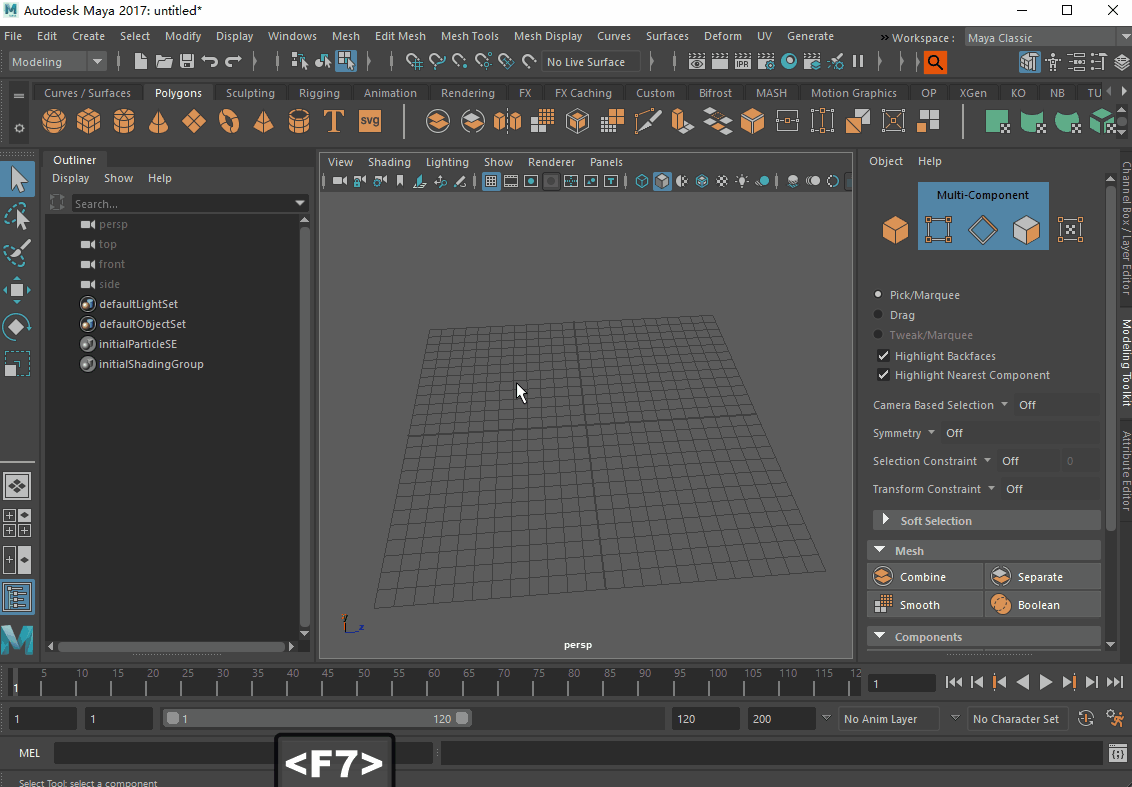 Autodesk Maya 2017: untitled*
File Edit Create Select Modify Display Windows Mesh Edit Mesh Mesh Tools Mesh Display Curves Surfaces Deform UV Generate » Workspace : Maya Classic
Modeling No Live Surface IPR
Curves / Surfaces Polygons Sculpting Rigging Animation Rendering FX FX Caching Custom Bifrost MASH Motion Graphics OP XGen KO NB TU
T SVG
Outliner
Display Show Help
Search...
persp
top
front
side
defaultLightSet
defaultObjectSet
initialParticleSE
initialShadingGroup
View Shading Lighting Show Renderer Panels
y
z
persp
Object Help
Multi-Component
Pick/Marquee
Drag
Tweak/Marquee
Highlight Backfaces
Highlight Nearest Component
Camera Based Selection Off
Symmetry Off
Selection Constraint Off 0
Transform Constraint Off
Soft Selection
Mesh
Combine Separate
Smooth Boolean
Components
Channel Box / Layer Editor
Modeling Toolkit
Attribute Editor
5 10 15 20 25 30 35 40 45 50 55 60 65 70 75 80 85 90 95 100 105 110 115 12
1 1
1 1 1 120 120 200 No Anim Layer No Character Set
MEL
<F7>
Select Tool: select a component